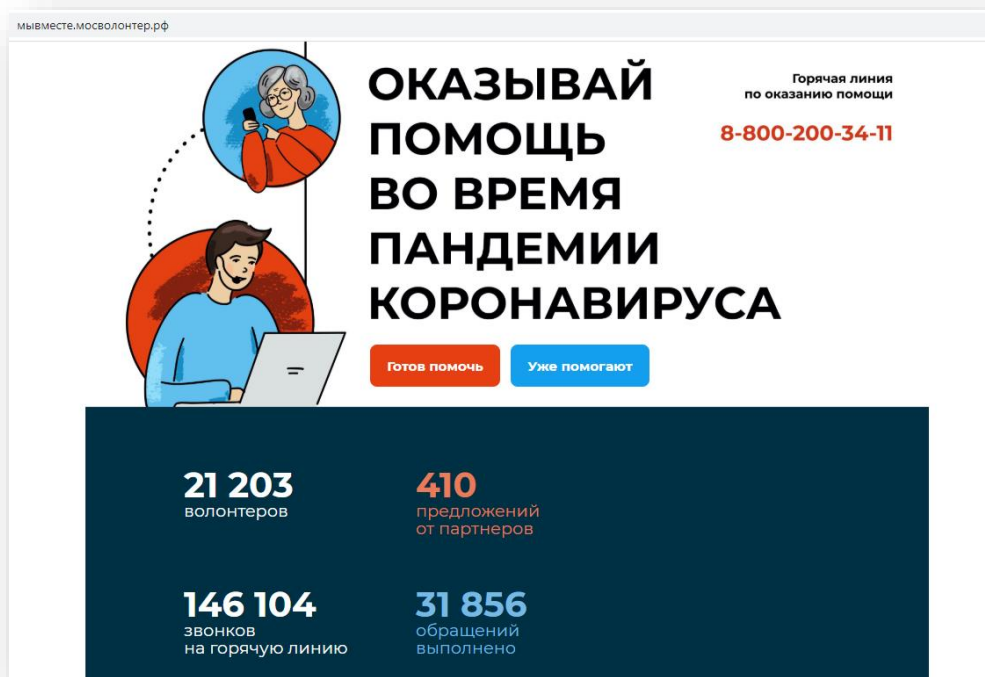 мывместе.мосволонтер.рф
ОКАЗЫВАЙ
ПОМОЩЬ
ВО ВРЕМЯ
ПАНДЕМИИ
КОРОНАВИРУСА
Горячая линия
по оказанию помощи
8-800-200-34-11
Готов помочь
Уже помогают
21 203
волонтеров
410
предложений
от партнеров
146 104
звонков
на горячую линию
31 856
обращений
выполнено